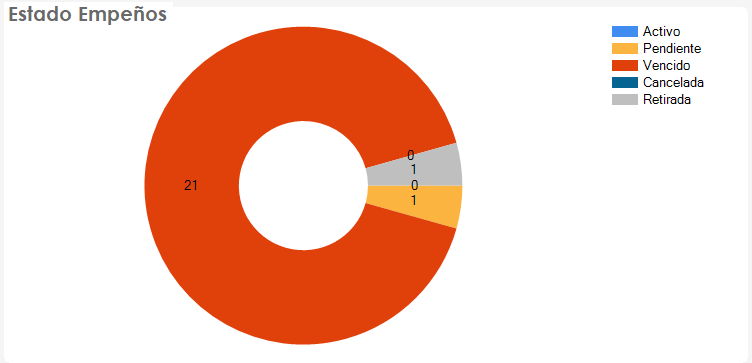 Estado Empeños
Activo
Pendiente
Vencido
Cancelada
Retirada
0
1
21
0
1